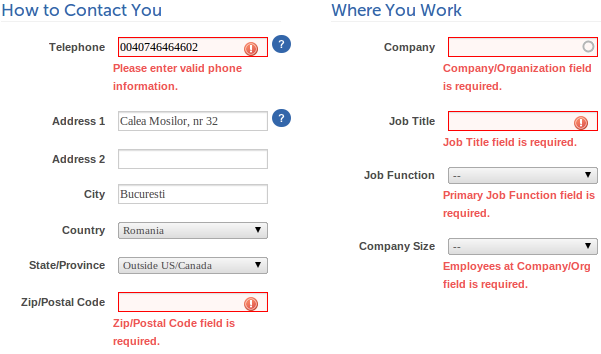 How to Contact You
Telephone 0040746464602 ?
Please enter valid phone
information.
Address 1 Calea Mosilor, nr 32 ?
Address 2
City Bucuresti
Country Romania
State/Province Outside US/Canada
Zip/Postal Code
Zip/Postal Code field is
required.
Where You Work
Company
Company/Organization field
is required.
Job Title
Job Title field is required.
Job Function --
Primary Job Function field is
required.
Company Size --
Employees at Company/Org
field is required.